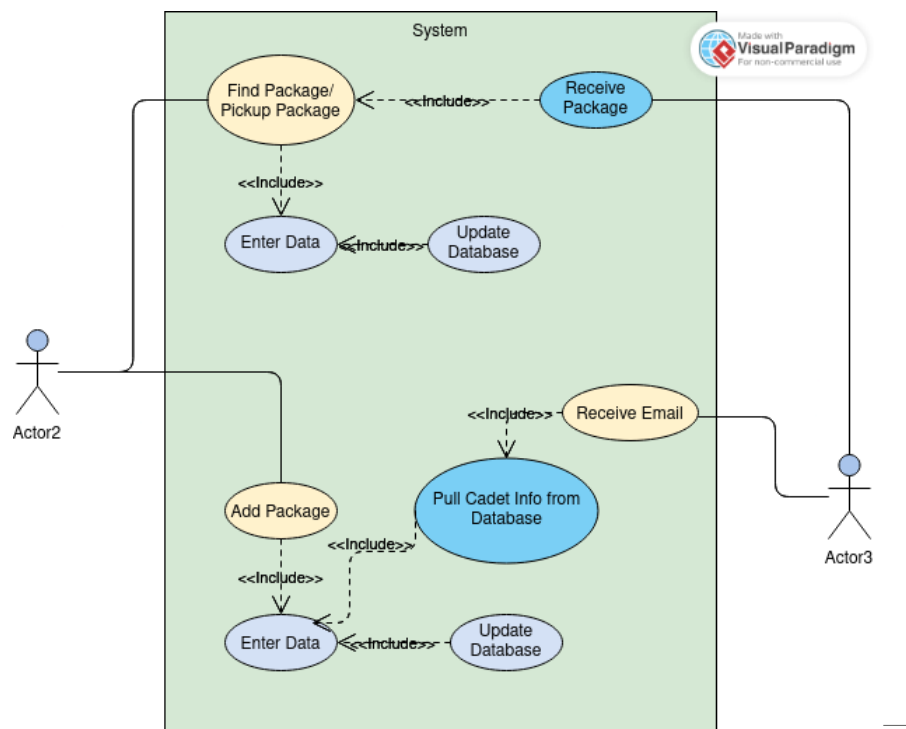 System
Made with
VisualParadigm
For non-commercial use
Find Package/
Pickup Package
<<Include>>
Receive
Package
<<Include>>
Enter Data
<<Include>>
Update
Database
Actor2
<<Include>>
Receive Email
Pull Cadet Info from
Database
Add Package
<<Include>>
<<Include>>
Actor3
Enter Data
<<Include>>
Update
Database